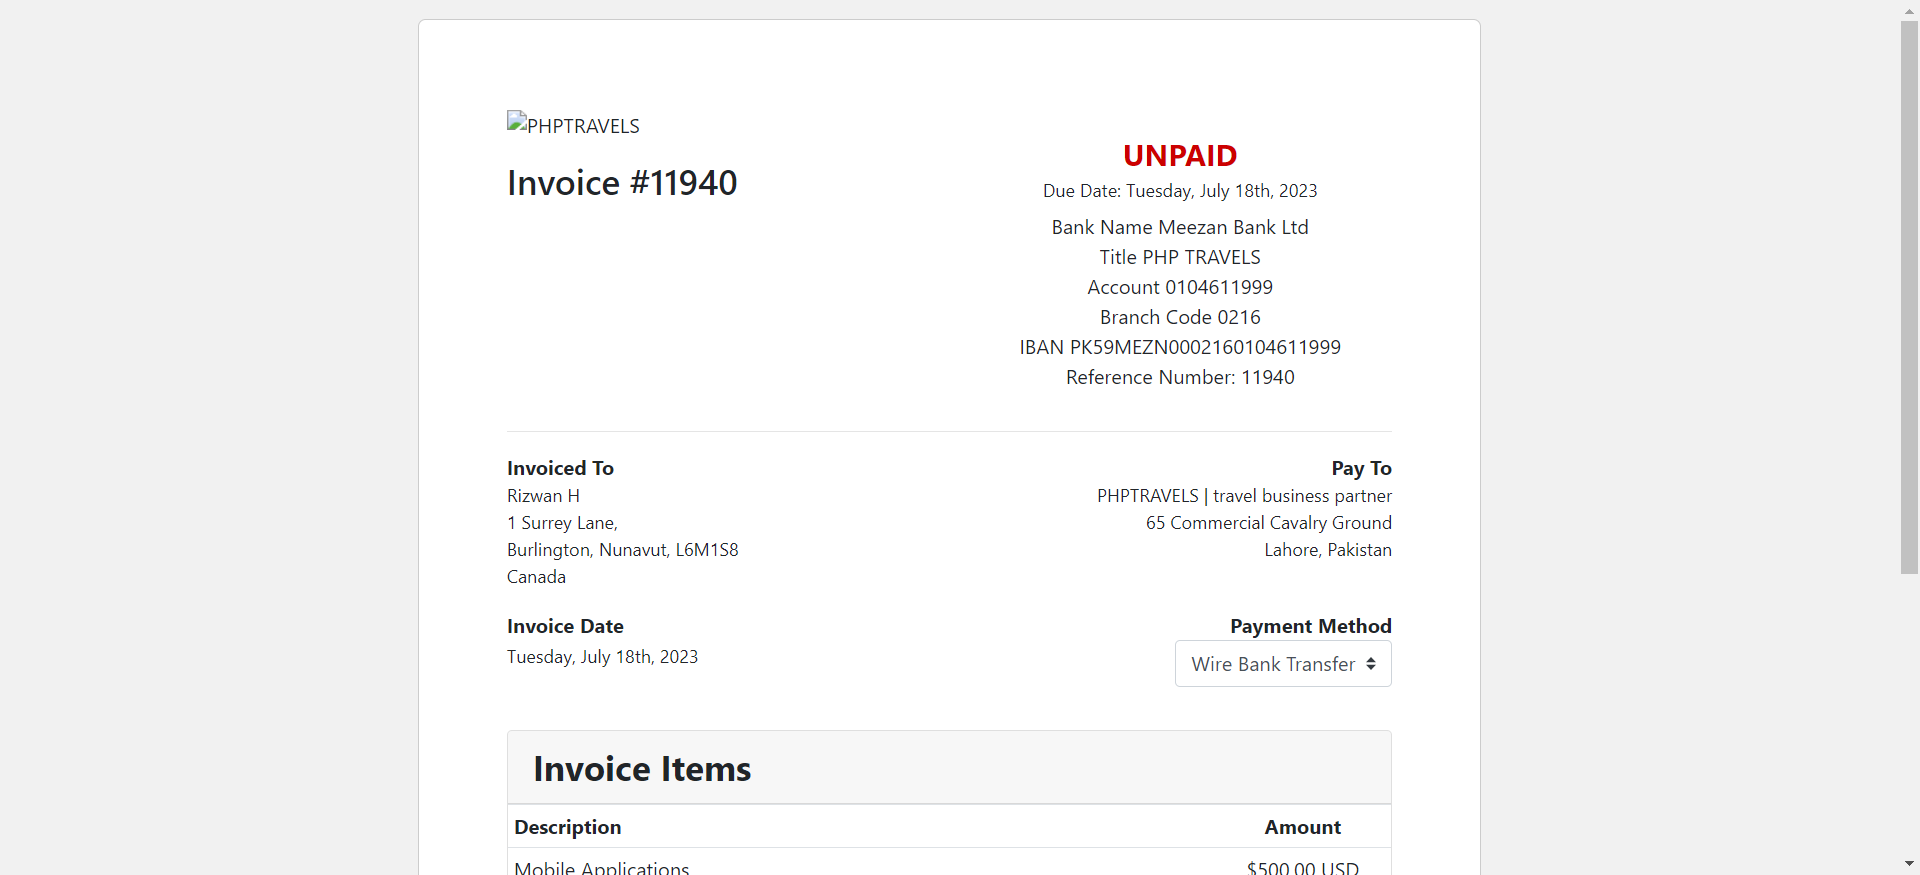 PHPTRAVELS
Invoice #11940
UNPAID
Due Date: Tuesday, July 18th, 2023
Bank Name Meezan Bank Ltd
Title PHP TRAVELS
Account 0104611999
Branch Code 0216
IBAN PK59MEZN0002160104611999
Reference Number: 11940
Invoiced To
Rizwan H
1 Surrey Lane,
Burlington, Nunavut, L6M1S8
Canada
Pay To
PHPTRAVELS | travel business partner
65 Commercial Cavalry Ground
Lahore, Pakistan
Invoice Date
Tuesday, July 18th, 2023
Payment Method
Wire Bank Transfer
Invoice Items
Description Amount
Mobile Applications $500.00 USD